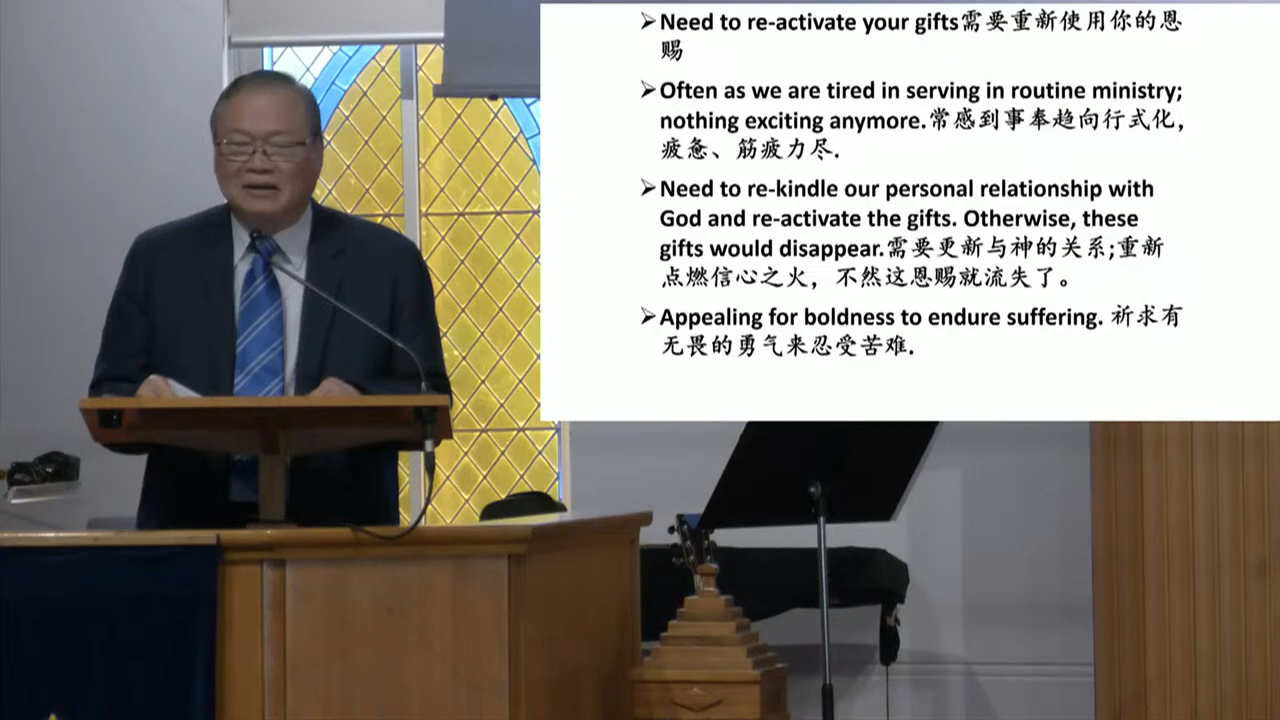 ➢Need to re-activate your gifts需要重新使用你的恩
赐
➢Often as we are tired in serving in routine ministry;
nothing exciting anymore.常感到事奉趋向行式化,
疲惫、筋疲力尽.
➢Need to re-kindle our personal relationship with
God and re-activate the gifts. Otherwise, these
gifts would disappear.需要更新与神的关系;重新
点燃信心之火，不然这恩赐就流失了。
➢Appealing for boldness to endure suffering. 祈求有
无畏的勇气来忍受苦难.